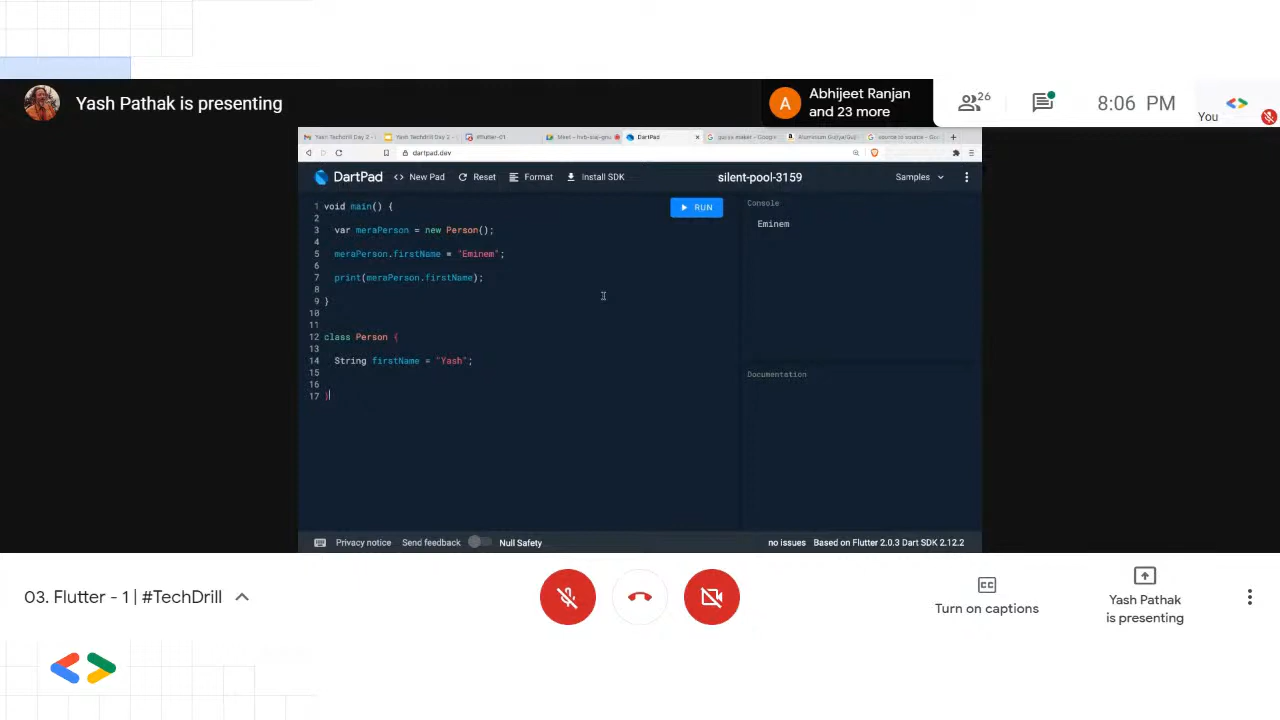 Yash Pathak is presenting
A
Abhijeet Ranjan
and 23 more
26
8:06 PM
You
DartPad
dartpad.dev
DartPad
<> New Pad
Reset
Format
Install SDK
silent-pool-3159
Samples
RUN
1 void main() {
2
3 var meraPerson = new Person();
4
5 meraPerson.firstName = "Eminem";
6
7 print(meraPerson.firstName);
8
9 }
10
11
12 class Person {
13
14 String firstName = "Yash";
15
16
17 }
Console
Eminem
Documentation
Privacy notice
Send feedback
Null Safety
no issues
Based on Flutter 2.0.3 Dart SDK 2.12.2
03. Flutter - 1 | #TechDrill
CC
Turn on captions
Yash Pathak
is presenting